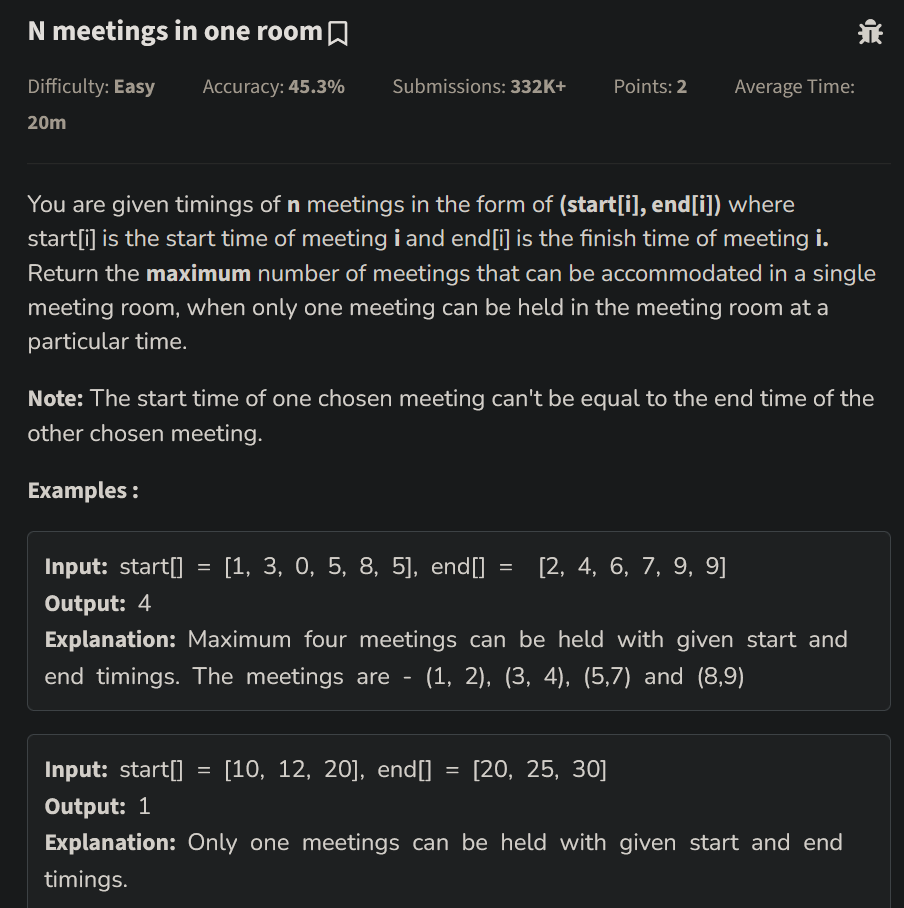 N meetings in one room
Difficulty: Easy Accuracy: 45.3% Submissions: 332K+ Points: 2 Average Time:
20m
You are given timings of n meetings in the form of (start[i], end[i]) where
start[i] is the start time of meeting i and end[i] is the finish time of meeting i.
Return the maximum number of meetings that can be accommodated in a single
meeting room, when only one meeting can be held in the meeting room at a
particular time.
Note: The start time of one chosen meeting can't be equal to the end time of the
other chosen meeting.
Examples :
Input: start[] = [1, 3, 0, 5, 8, 5], end[] = [2, 4, 6, 7, 9, 9]
Output: 4
Explanation: Maximum four meetings can be held with given start and
end timings. The meetings are - (1, 2), (3, 4), (5,7) and (8,9)
Input: start[] = [10, 12, 20], end[] = [20, 25, 30]
Output: 1
Explanation: Only one meetings can be held with given start and end
timings.